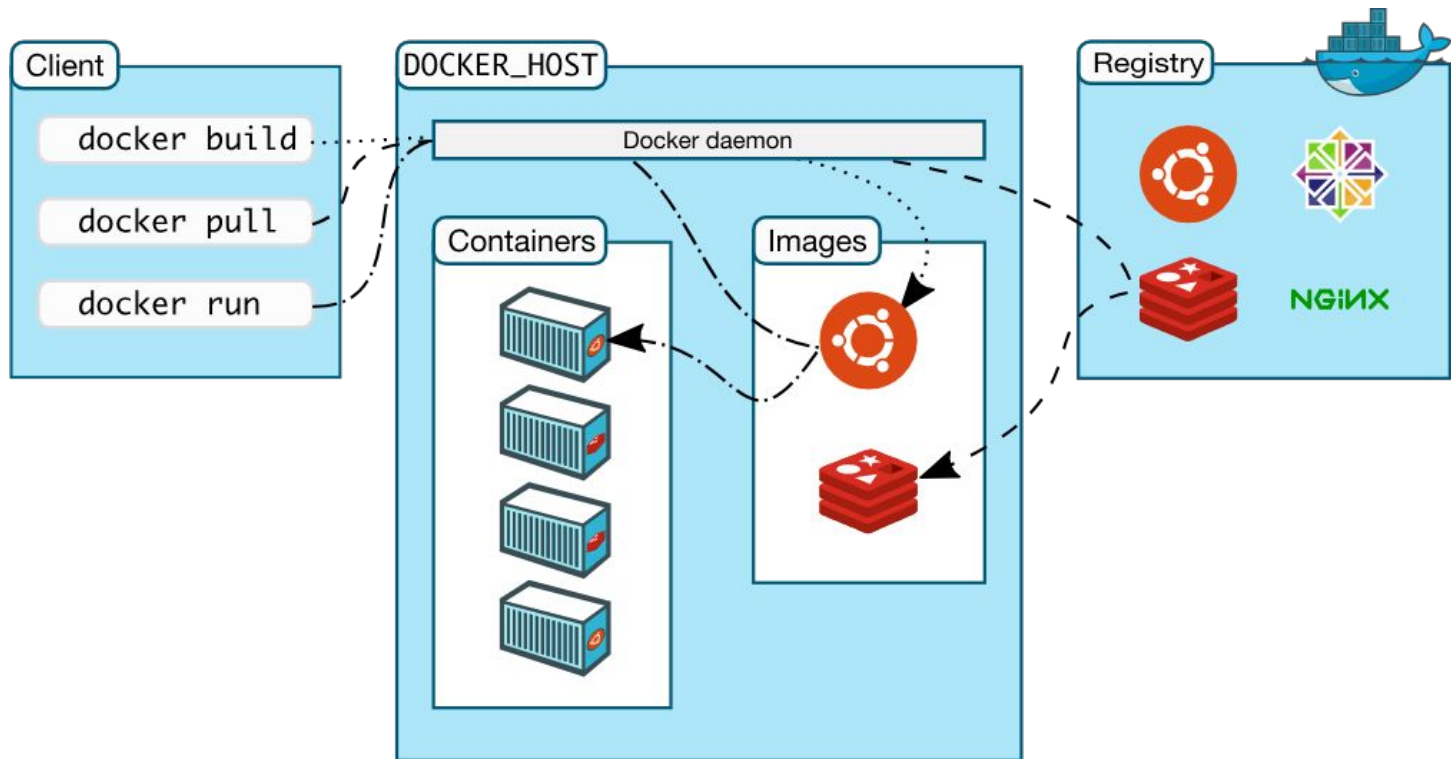 Client
docker build
docker pull
docker run
DOCKER_HOST
Docker daemon
Containers
Images
Registry
NGiNX